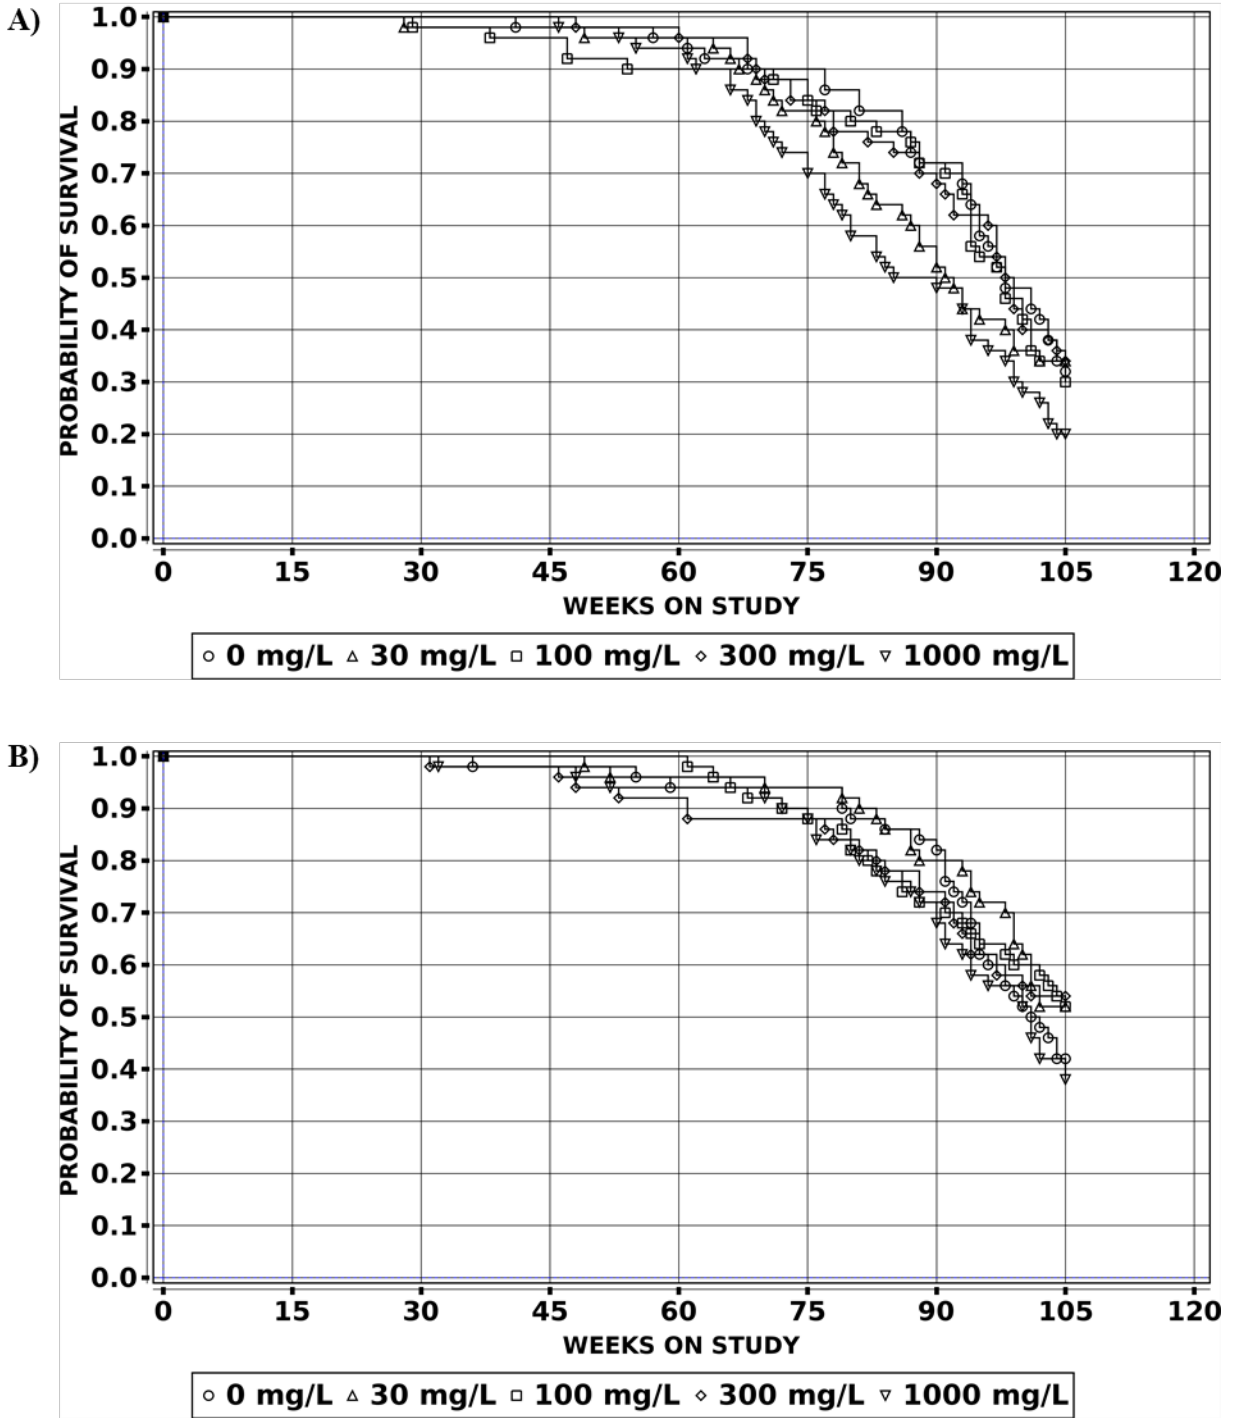 A)
PROBABILITY OF SURVIVAL
1.0
0.9
0.8
0.7
0.6
0.5
0.4
0.3
0.2
0.1
0.0
0 15 30 45 60 75 90 105 120
WEEKS ON STUDY
0 mg/L 30 mg/L 100 mg/L 300 mg/L 1000 mg/L
B)
PROBABILITY OF SURVIVAL
1.0
0.9
0.8
0.7
0.6
0.5
0.4
0.3
0.2
0.1
0.0
0 15 30 45 60 75 90 105 120
WEEKS ON STUDY
0 mg/L 30 mg/L 100 mg/L 300 mg/L 1000 mg/L